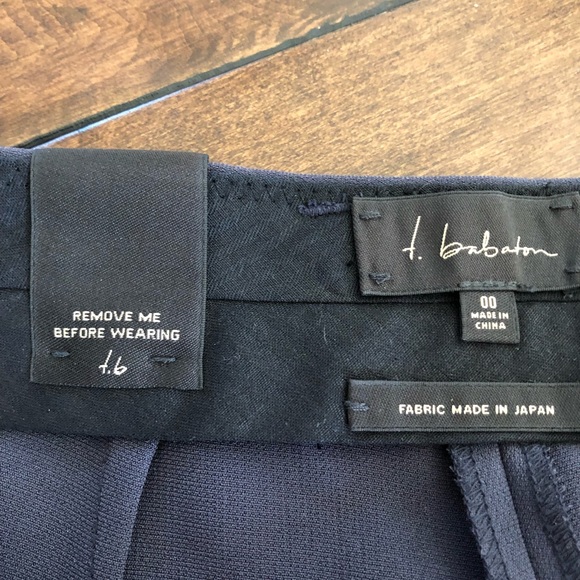 REMOVE ME
BEFORE WEARING
t.b
t. babaton
00
MADE IN
CHINA
FABRIC MADE IN JAPAN